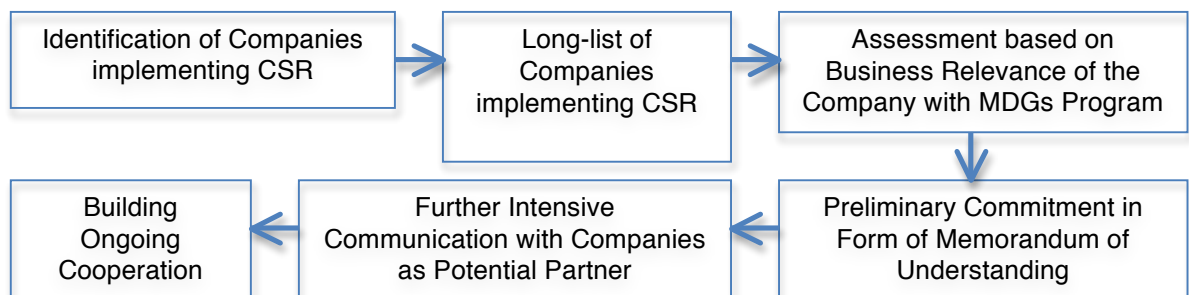 Identification of Companies
implementing CSR
Long-list of
Companies
implementing CSR
Assessment based on
Business Relevance of the
Company with MDGs Program
Preliminary Commitment in
Form of Memorandum of
Understanding
Further Intensive
Communication with Companies
as Potential Partner
Building
Ongoing
Cooperation